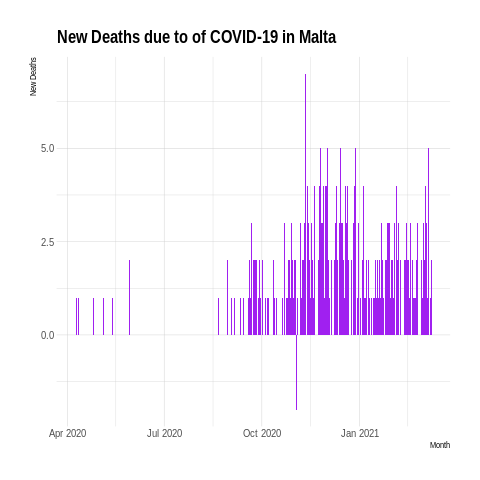 New Deaths due to of COVID-19 in Malta
New Deaths
5.0
2.5
0.0
Apr 2020 Jul 2020 Oct 2020 Jan 2021
Month